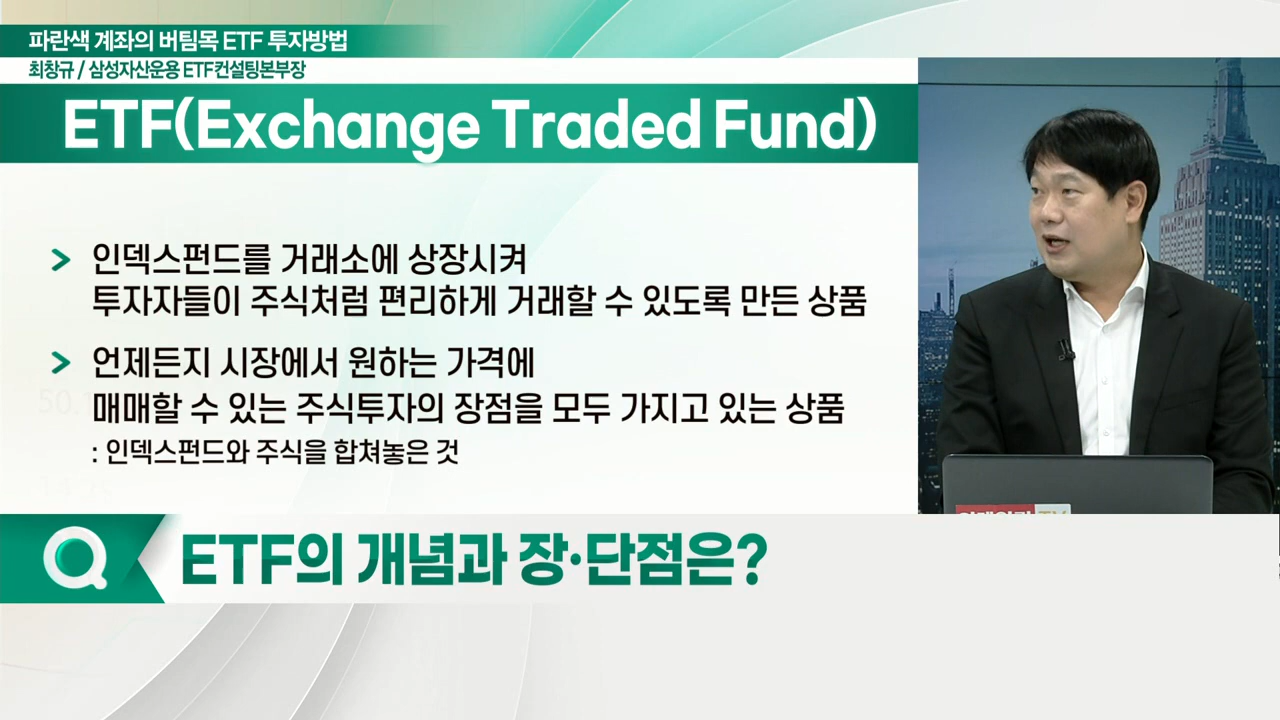 파란색 계좌의 버팀목 ETF 투자방법
최창규 / 삼성자산운용 ETF컨설팅본부장
ETF(Exchange Traded Fund)
> 인덱스펀드를 거래소에 상장시켜
투자자들이 주식처럼 편리하게 거래할 수 있도록 만든 상품
> 언제든지 시장에서 원하는 가격에
매매할 수 있는 주식투자의 장점을 모두 가지고 있는 상품
: 인덱스펀드와 주식을 합쳐놓은 것
Q ETF의 개념과 장·단점은?